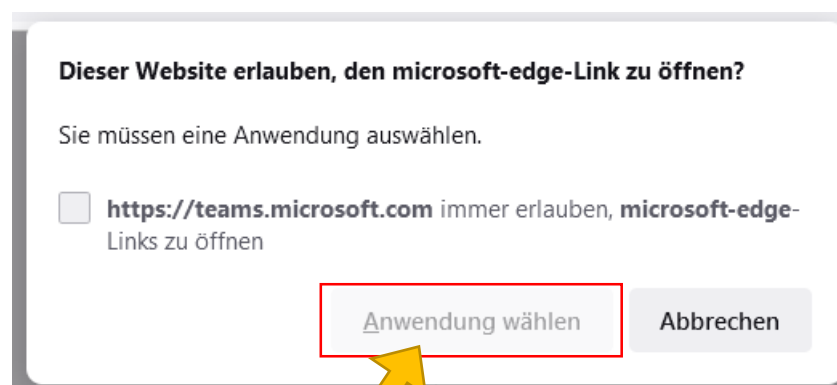 Dieser Website erlauben, den microsoft-edge-Link zu öffnen?
Sie müssen eine Anwendung auswählen.
https://teams.microsoft.com immer erlauben, microsoft-edge-
Links zu öffnen
Anwendung wählen Abbrechen